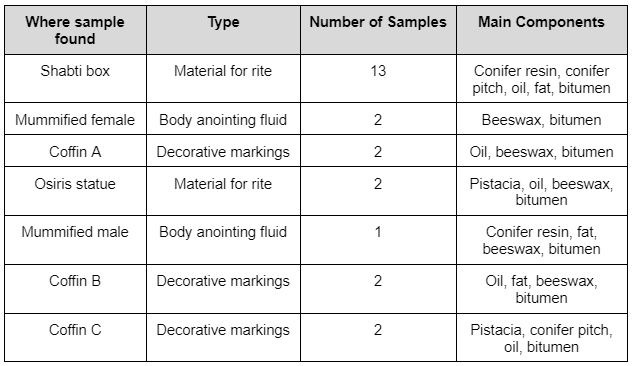 Where sample found Type Number of Samples Main Components
Shabti box Material for rite 13 Conifer resin, conifer pitch, oil, fat, bitumen
Mummified female Body anointing fluid 2 Beeswax, bitumen
Coffin A Decorative markings 2 Oil, beeswax, bitumen
Osiris statue Material for rite 2 Pistacia, oil, beeswax, bitumen
Mummified male Body anointing fluid 1 Conifer resin, fat, beeswax, bitumen
Coffin B Decorative markings 2 Oil, fat, beeswax, bitumen
Coffin C Decorative markings 2 Pistacia, conifer pitch, oil, bitumen